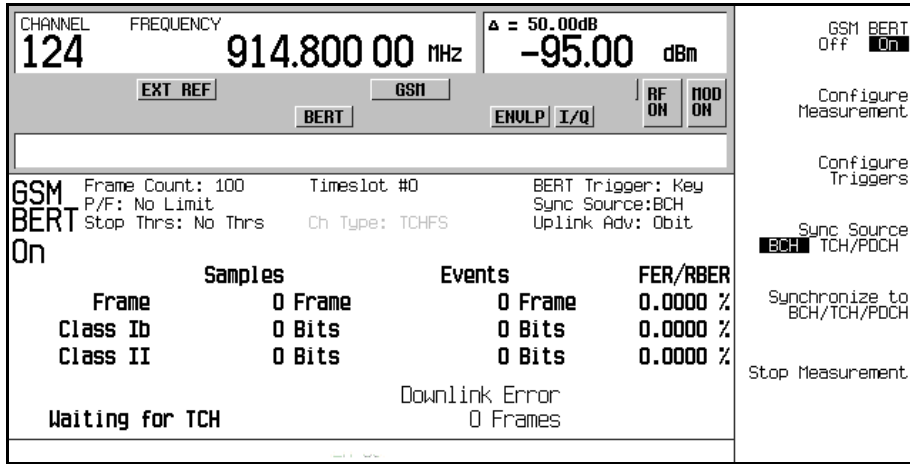 CHANNEL FREQUENCY Δ = 50.00dB
124 914.800 00 MHz -95.00 dBm
EXT REF GSM RF ON MOD ON
BERT ENVLP I/Q
GSM BERT On
Frame Count: 100 Timeslot #0 BERT Trigger: Key
P/F: No Limit Sync Source:BCH
Stop Thrs: No Thrs Ch Type: TCHFS Uplink Adv: 0bit
Samples Events FER/RBER
Frame 0 Frame 0 Frame 0.0000 %
Class Ib 0 Bits 0 Bits 0.0000 %
Class II 0 Bits 0 Bits 0.0000 %
Downlink Error
Waiting for TCH 0 Frames
GSM BERT
Off On
Configure
Measurement
Configure
Triggers
Sync Source
BCH TCH/PDCH
Synchronize to
BCH/TCH/PDCH
Stop Measurement